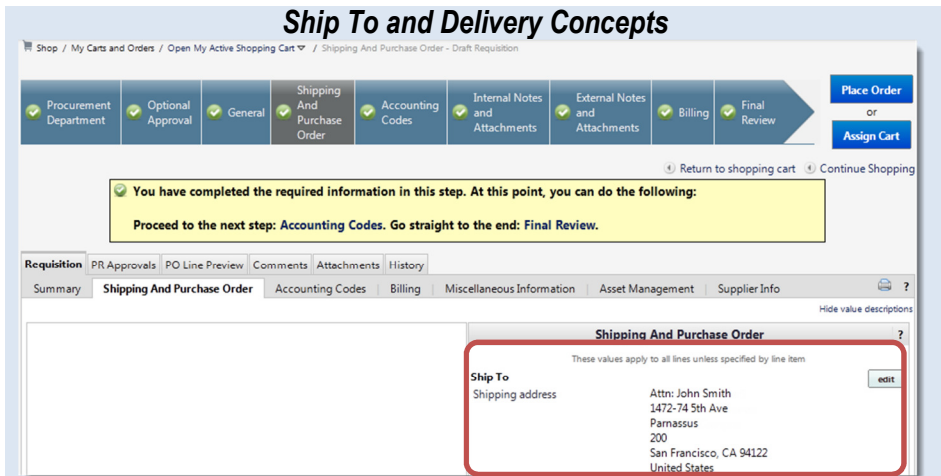 Ship To and Delivery Concepts
Shop / My Carts and Orders / Open My Active Shopping Cart / Shipping And Purchase Order - Draft Requisition
Procurement Department
Optional Approval
General
Shipping And Purchase Order
Accounting Codes
Internal Notes and Attachments
External Notes and Attachments
Billing
Final Review
Place Order
or
Assign Cart
Return to shopping cart Continue Shopping
You have completed the required information in this step. At this point, you can do the following:
Proceed to the next step: Accounting Codes. Go straight to the end: Final Review.
Requisition PR Approvals PO Line Preview Comments Attachments History
Summary Shipping And Purchase Order Accounting Codes Billing Miscellaneous Information Asset Management Supplier Info ?
Hide value descriptions
Shipping And Purchase Order ?
These values apply to all lines unless specified by line item
Ship To edit
Shipping address Attn: John Smith
1472-74 5th Ave
Parnassus
200
San Francisco, CA 94122
United States